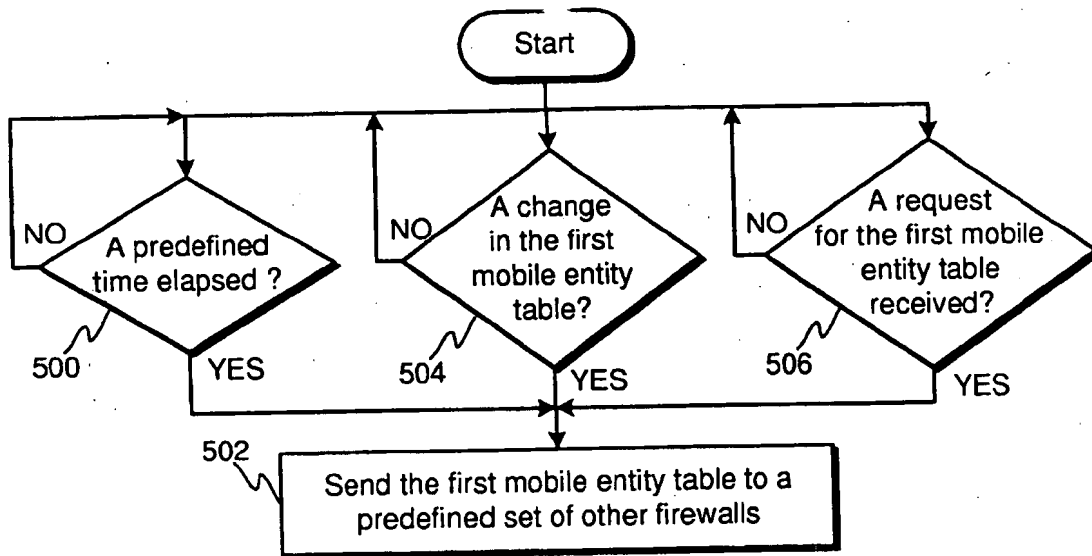 Start
NO
A predefined
time elapsed ?
500
YES
NO
A change
in the first
mobile entity
table?
504
YES
NO
A request
for the first mobile
entity table
received?
506
YES
502
Send the first mobile entity table to a
predefined set of other firewalls